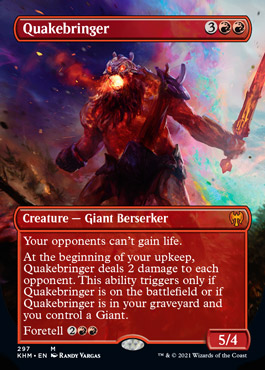 Quakebringer 3
Creature — Giant Berserker
Your opponents can't gain life.
At the beginning of your upkeep,
Quakebringer deals 2 damage to each
opponent. This ability triggers only if
Quakebringer is on the battlefield or if
Quakebringer is in your graveyard and
you control a Giant.
Foretell 2
5/4
297 M
KHM • EN RANDY VARGAS ™ & © 2021 Wizards of the Coast